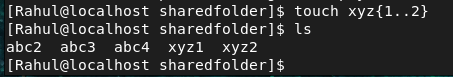 [Rahul@localhost sharedfolder]$ touch xyz{1..2}
[Rahul@localhost sharedfolder]$ ls
abc2  abc3  abc4  xyz1  xyz2
[Rahul@localhost sharedfolder]$